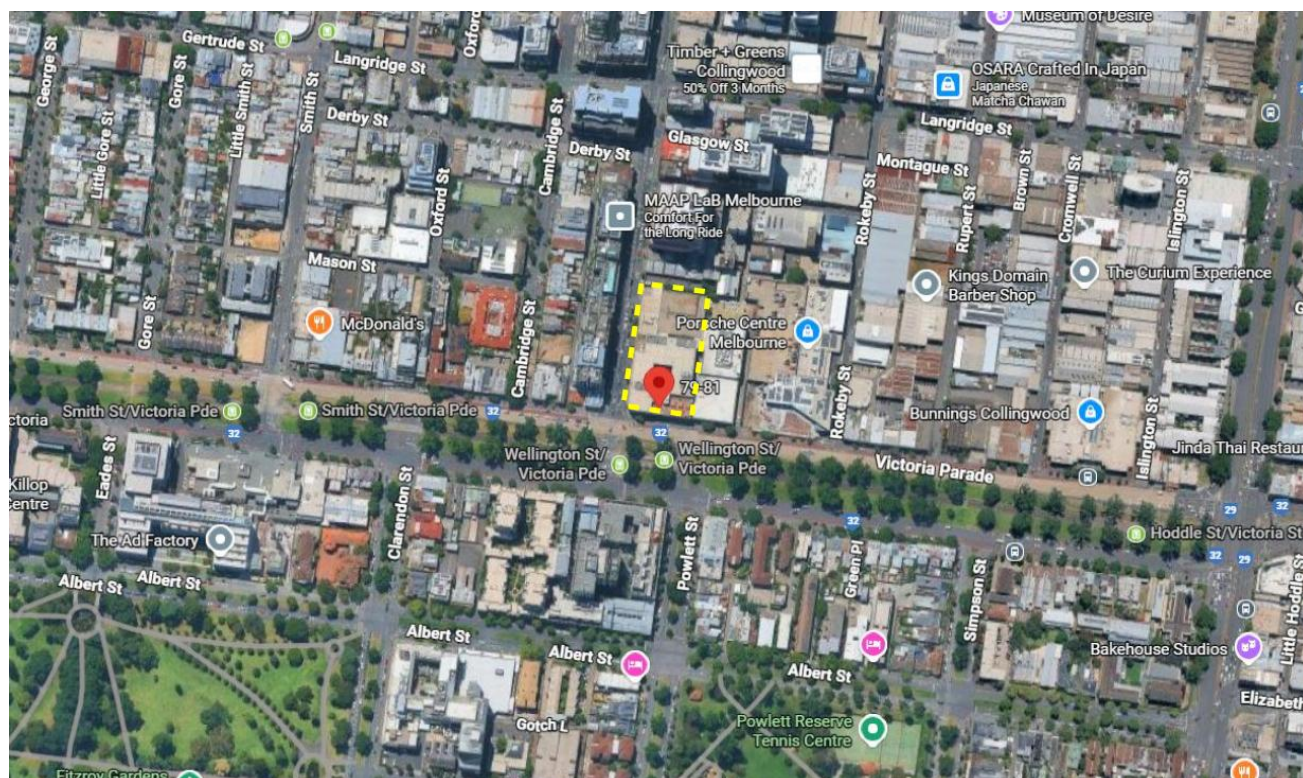 Museum of Desire
Gertrude St
Langridge St
Oxford
George St
Gore St
Little Gore St
Little Smith St
Smith St
Derby St
Oxford St
Cambridge St
Derby St
Timber + Greens
- Collingwood
50% Off 3 Months
OSARA Crafted In Japan
Japanese
Matcha Chawan
Langridge St
Glasgow St
Montague St
Brown St
Cromwell St
Islington St
Rokeby St
Rupert St
MAAP LaB Melbourne
Comfort For
the Long Ride
Mason St
McDonald's
Gore St
Cambridge St
Kings Domain
Barber Shop
The Curium Experience
Porsche Centre
Melbourne
79-81
Rokeby St
Bunnings Collingwood
Islington St
Smith St/Victoria Pde
32
Smith St/Victoria Pde
32
32
Wellington St/
Victoria Pde
Wellington St/
Victoria Pde
Victoria Parade
Jinda Thai Restau
29
32
ctoria
Eades St
Killop
Centre
The Ad Factory
Clarendon St
Powlett St
32
Green Pl
Simpson St
Hoddle St/Victoria St
32
29
Little Hoddle St
Albert St
Albert St
Albert St
Albert St
Albert St
Bakehouse Studios
Elizabeth
Gotch L
Powlett Reserve
Tennis Centre
Fitzroy Gardens